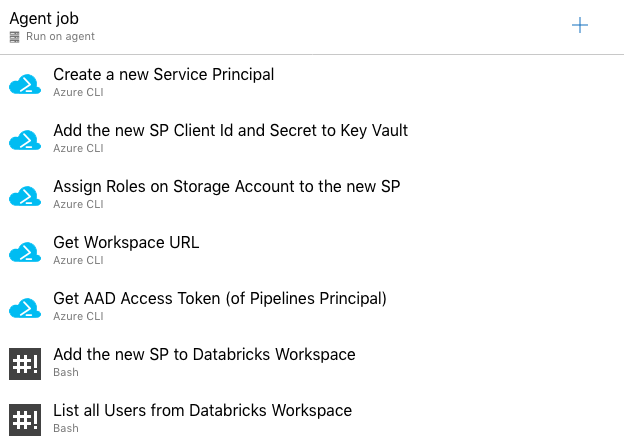 Agent job
Run on agent
Create a new Service Principal
Azure CLI
Add the new SP Client Id and Secret to Key Vault
Azure CLI
Assign Roles on Storage Account to the new SP
Azure CLI
Get Workspace URL
Azure CLI
Get AAD Access Token (of Pipelines Principal)
Azure CLI
#! Add the new SP to Databricks Workspace
Bash
#! List all Users from Databricks Workspace
Bash